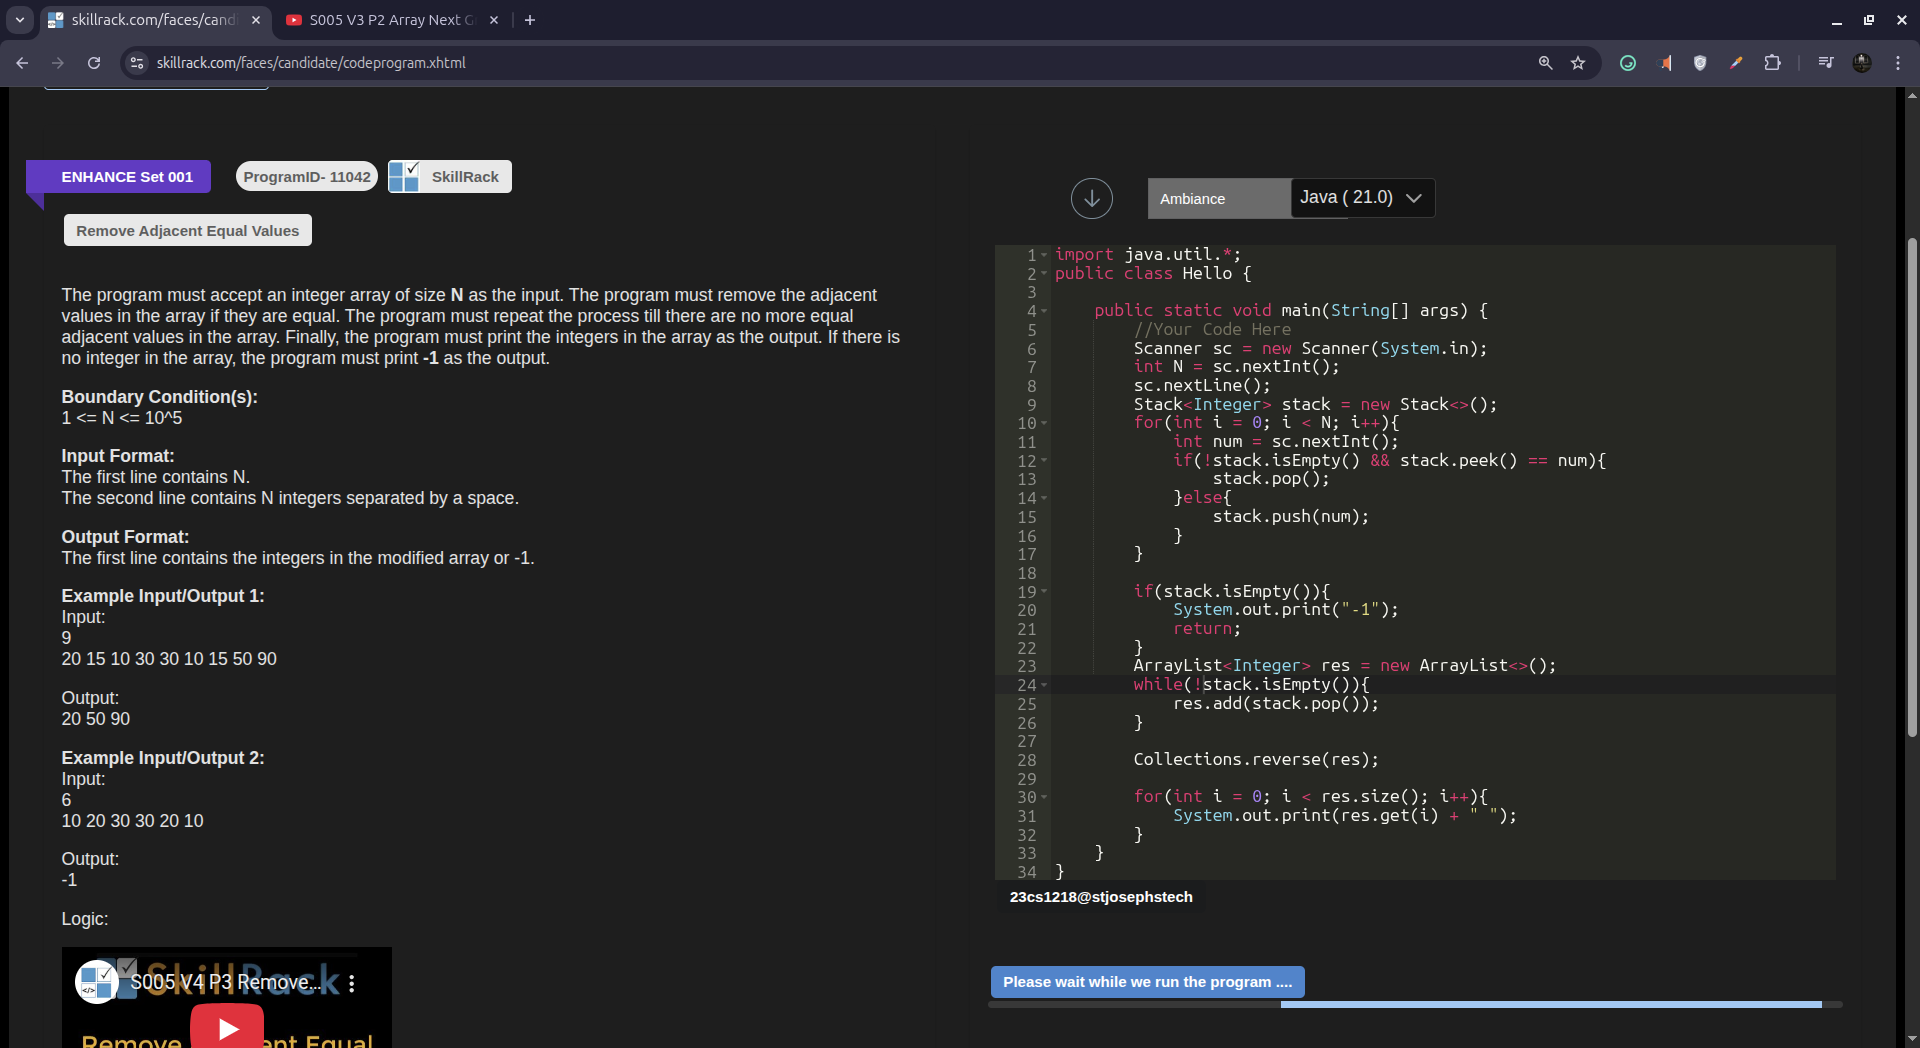 skillrack.com/faces/cand
S005 V3 P2 Array Next G
skillrack.com/faces/candidate/codeprogram.xhtml
ENHANCE Set 001
ProgramID- 11042
SkillRack
Remove Adjacent Equal Values
The program must accept an integer array of size N as the input. The program must remove the adjacent
values in the array if they are equal. The program must repeat the process till there are no more equal
adjacent values in the array. Finally, the program must print the integers in the array as the output. If there is
no integer in the array, the program must print -1 as the output.
Boundary Condition(s):
1 <= N <= 10^5
Input Format:
The first line contains N.
The second line contains N integers separated by a space.
Output Format:
The first line contains the integers in the modified array or -1.
Example Input/Output 1:
Input:
9
20 15 10 30 30 10 15 50 90
Output:
20 50 90
Example Input/Output 2:
Input:
6
10 20 30 30 20 10
Output:
-1
Logic:
SkillRack
S005 V4 P3 Remove...
Ambiance
Java ( 21.0)
1 import java.util.*;
2 public class Hello {
3
4     public static void main(String[] args) {
5         //Your Code Here
6         Scanner sc = new Scanner(System.in);
7         int N = sc.nextInt();
8         sc.nextLine();
9         Stack<Integer> stack = new Stack<>();
10         for(int i = 0; i < N; i++){
11             int num = sc.nextInt();
12             if(!stack.isEmpty() && stack.peek() == num){
13                 stack.pop();
14             }else{
15                 stack.push(num);
16             }
17         }
18
19         if(stack.isEmpty()){
20             System.out.print("-1");
21             return;
22         }
23         ArrayList<Integer> res = new ArrayList<>();
24         while(!stack.isEmpty()){
25             res.add(stack.pop());
26         }
27
28         Collections.reverse(res);
29
30         for(int i = 0; i < res.size(); i++){
31             System.out.print(res.get(i) + " ");
32         }
33     }
34 }
23cs1218@stjosephstech
Please wait while we run the program ....
Remove
ent Equal